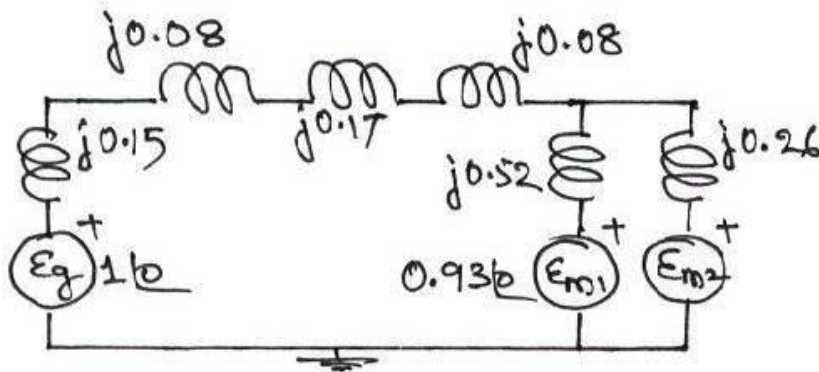 j0.08
j0.08
j0.17
j0.15
j0.52
j0.26
+
+
+
Eg
1∠0
0.93∠0
Em1
Em2